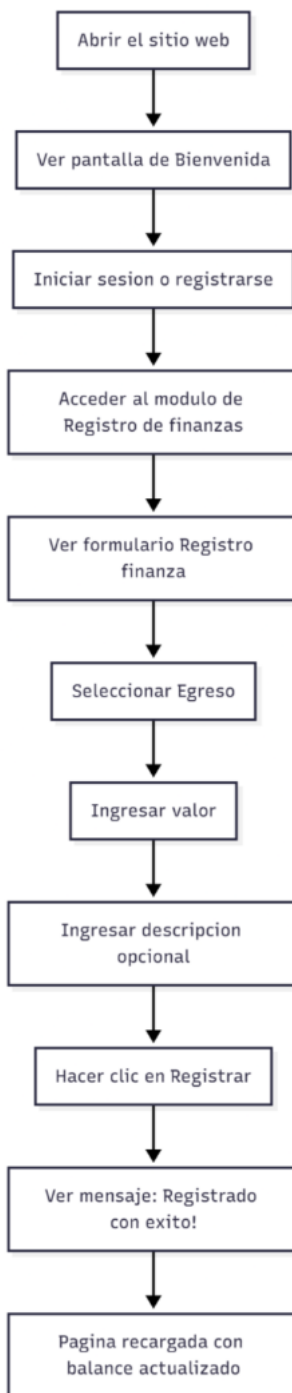 Abrir el sitio web
Ver pantalla de Bienvenida
Iniciar sesion o registrarse
Acceder al modulo de
Registro de finanzas
Ver formulario Registro
finanza
Seleccionar Egreso
Ingresar valor
Ingresar descripcion
opcional
Hacer clic en Registrar
Ver mensaje: Registrado
con exito!
Pagina recargada con
balance actualizado